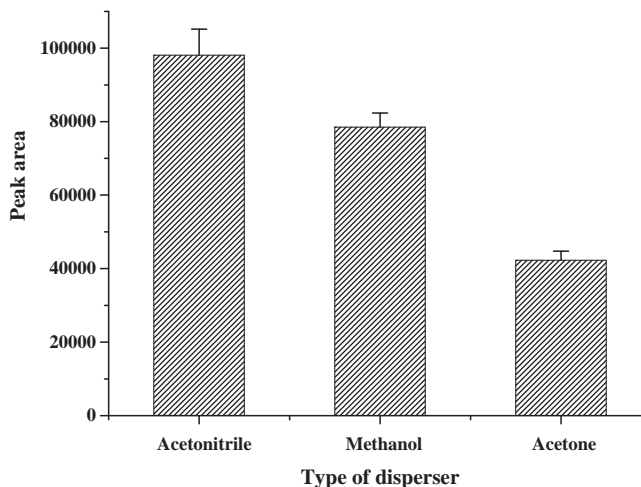 100000
80000
60000
40000
20000
0
Peak area
Acetonitrile Methanol Acetone
Type of disperser